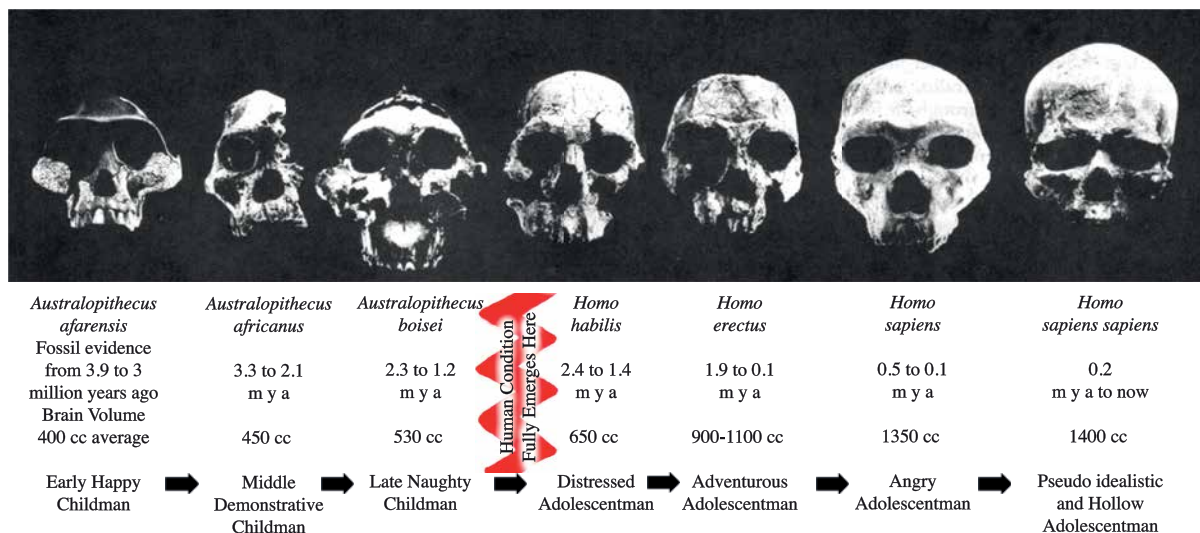 Australopithecus
afarensis
Fossil evidence
from 3.9 to 3
million years ago
Brain Volume
400 cc average
Early Happy
Childman
Australopithecus
africanus
3.3 to 2.1
m y a
450 cc
Middle
Demonstrative
Childman
Australopithecus
boisei
2.3 to 1.2
m y a
530 cc
Late Naughty
Childman
Human Condition
Fully Emerges Here
Homo
habilis
2.4 to 1.4
m y a
650 cc
Distressed
Adolescentman
Homo
erectus
1.9 to 0.1
m y a
900-1100 cc
Adventurous
Adolescentman
Homo
sapiens
0.5 to 0.1
m y a
1350 cc
Angry
Adolescentman
Homo
sapiens sapiens
0.2
m y a to now
1400 cc
Pseudo idealistic
and Hollow
Adolescentman